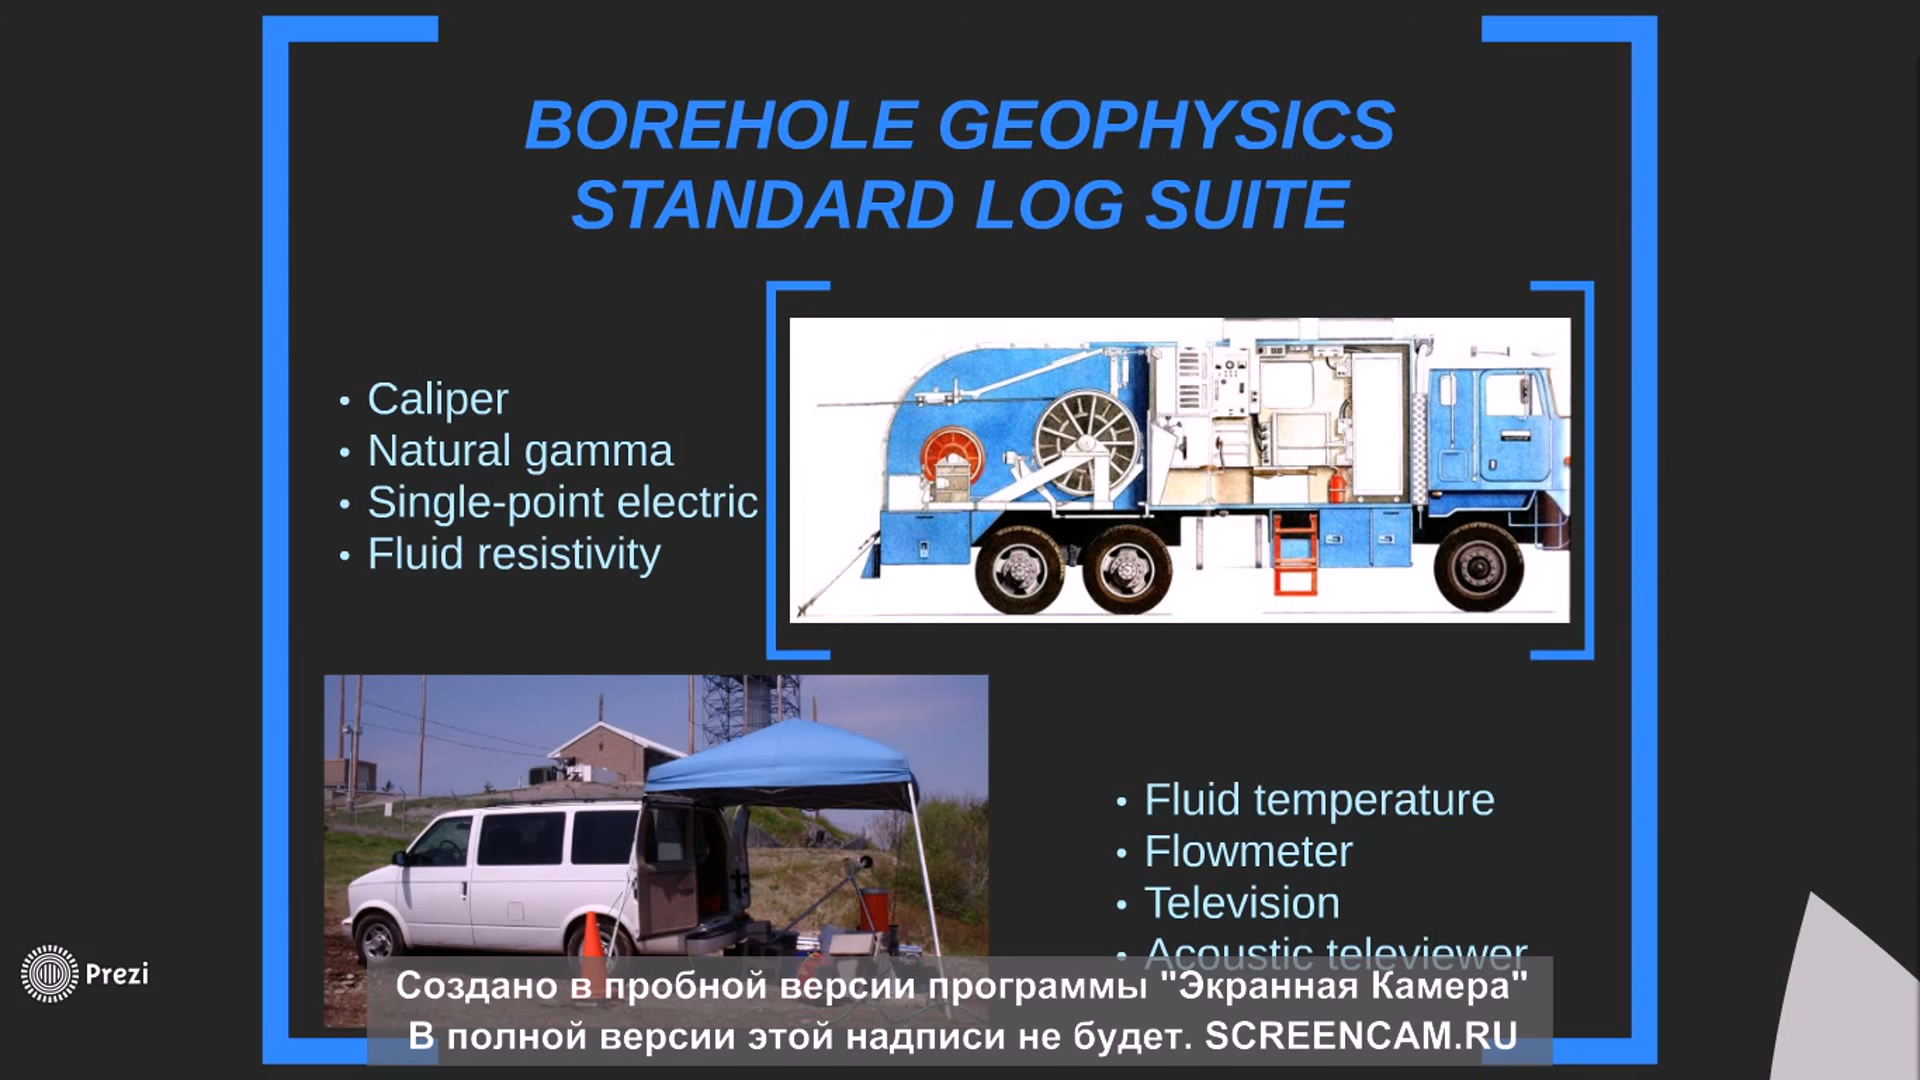 BOREHOLE GEOPHYSICS
STANDARD LOG SUITE
• Caliper
• Natural gamma
• Single-point electric
• Fluid resistivity
• Fluid temperature
• Flowmeter
• Television
• Acoustic televiewer
Prezi
Создано в пробной версии программы "Экранная Камера"
В полной версии этой надписи не будет. SCREENCAM.RU